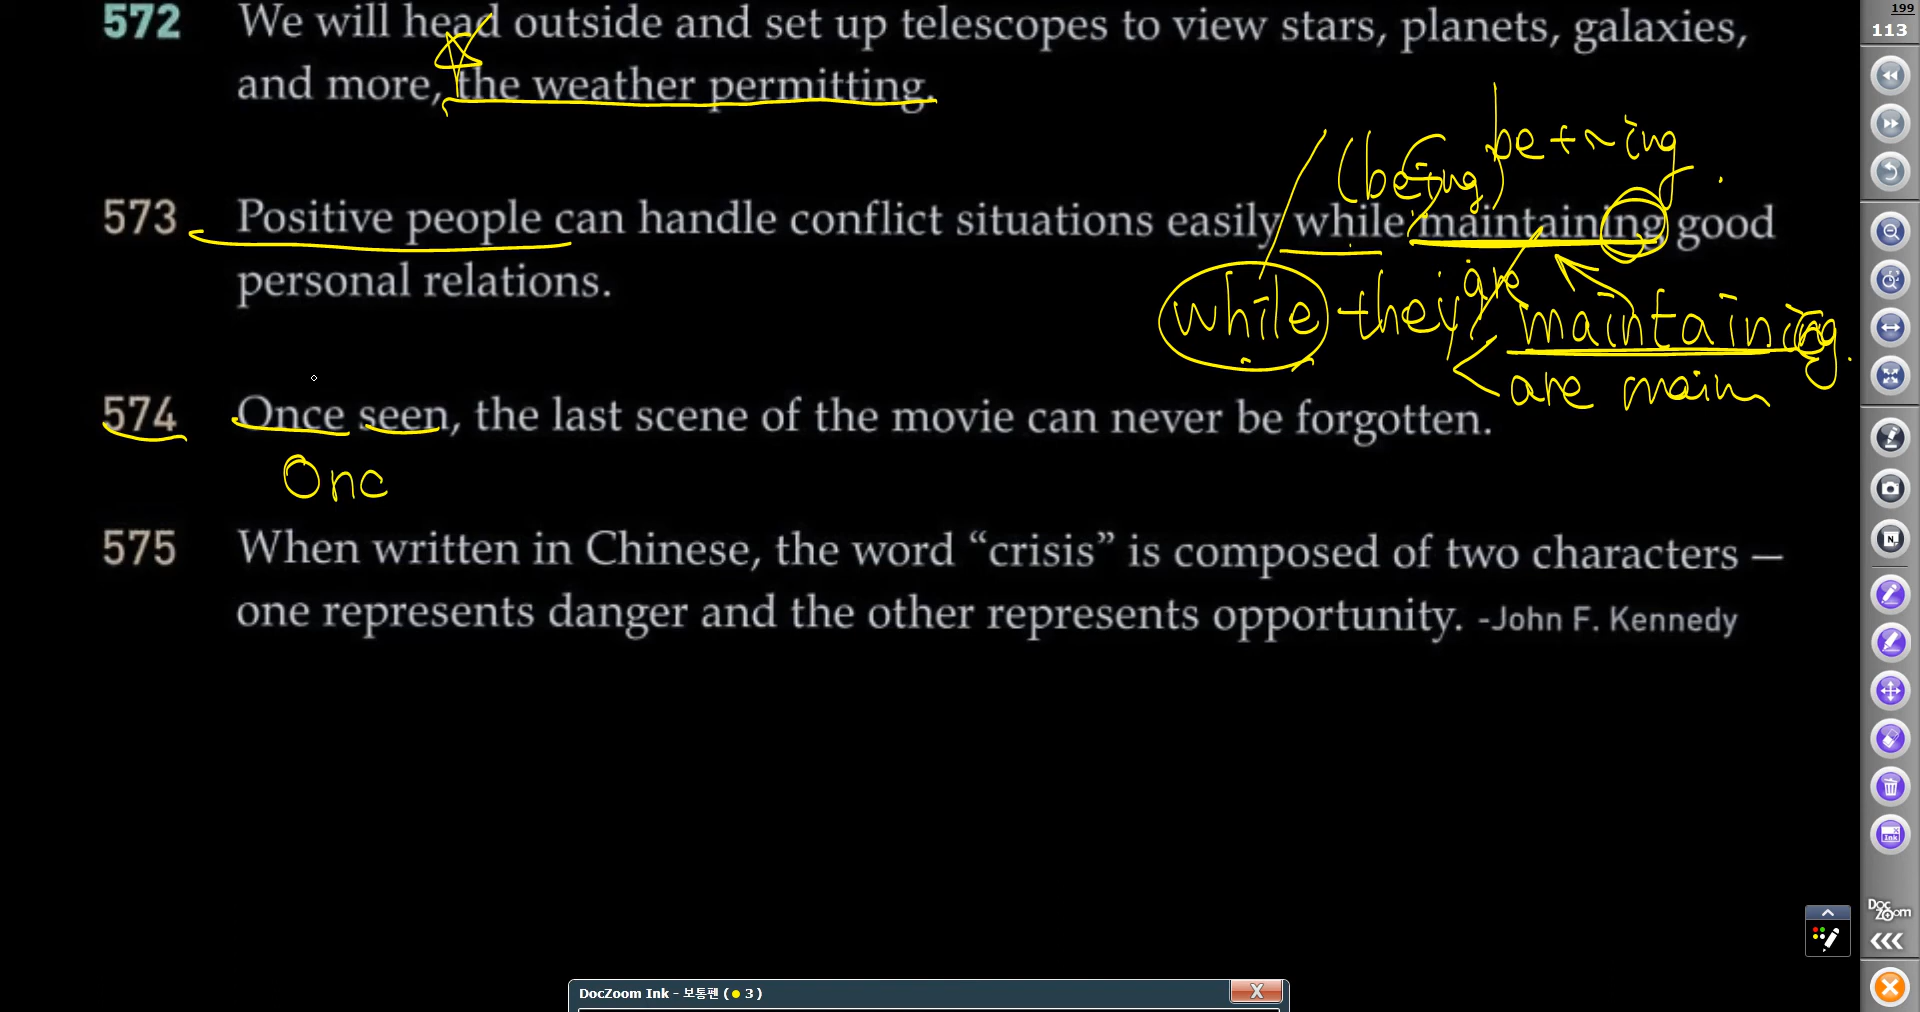 199
113
572 We will head outside and set up telescopes to view stars, planets, galaxies,
and more, the weather permitting.
(being) be + ~ing
573 Positive people can handle conflict situations easily while maintaining good
personal relations.
while they are maintaining.
are main
574 Once seen, the last scene of the movie can never be forgotten.
Onc
575 When written in Chinese, the word “crisis” is composed of two characters —
one represents danger and the other represents opportunity. -John F. Kennedy
Doc
Zoom
DocZoom Ink - 보통펜 ( 3 )